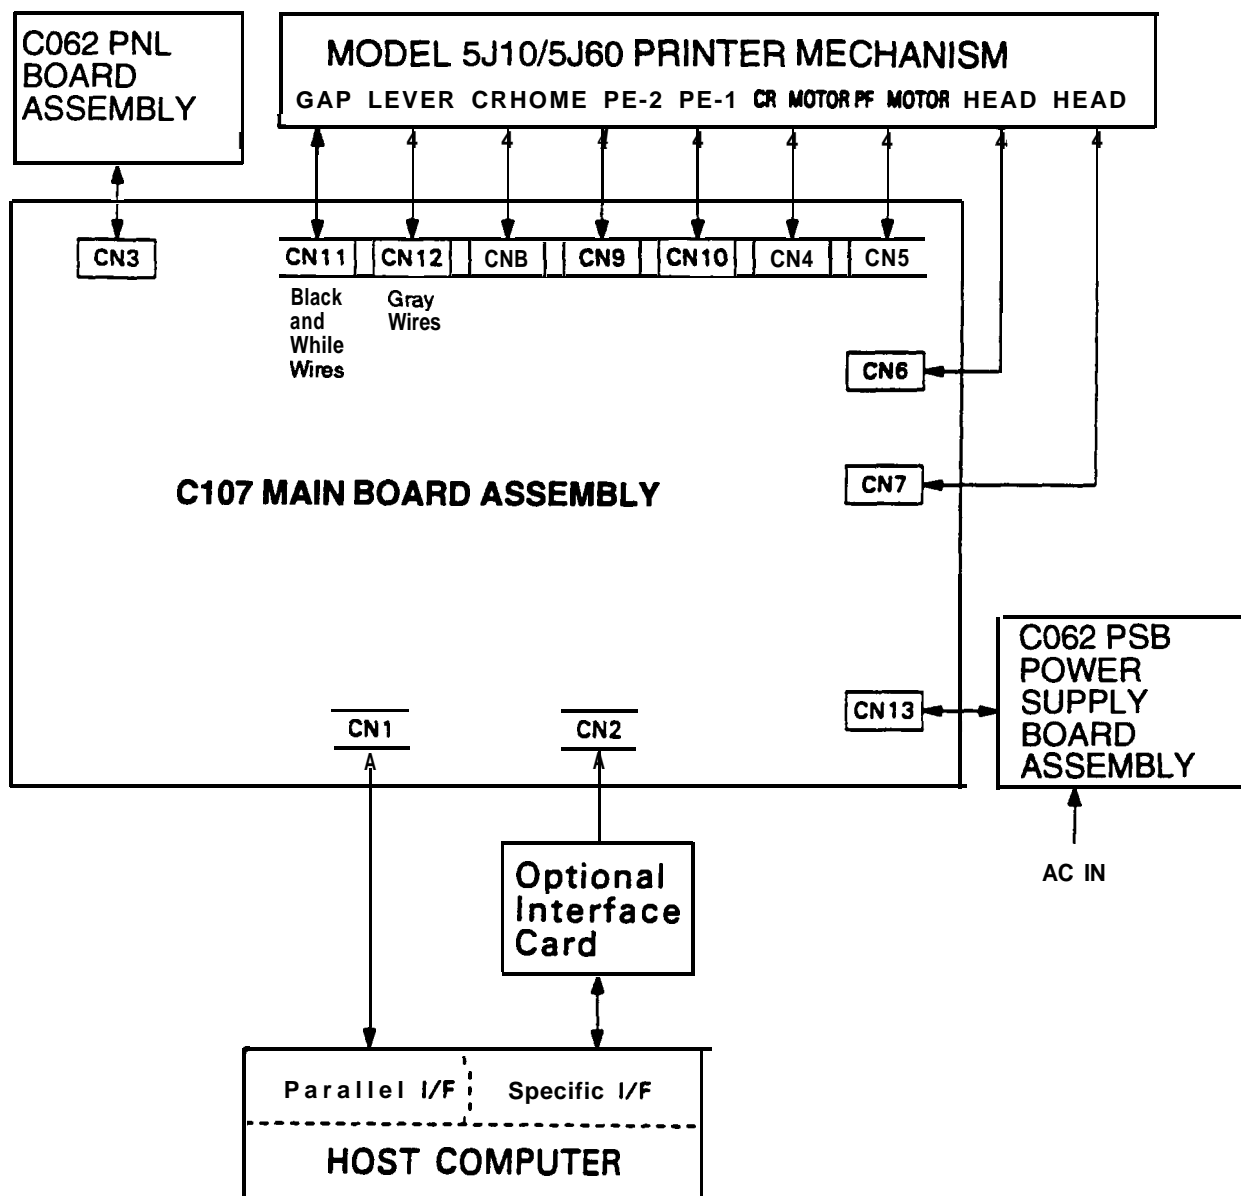 C062 PNL
BOARD
ASSEMBLY
MODEL 5J10/5J60 PRINTER MECHANISM
GAP LEVER CRHOME PE-2 PE-1 CR MOTOR PF MOTOR HEAD HEAD
4 4 4 4 4 4 4 4
CN3
CN11 CN12 CNB CN9 CN10 CN4 CN5
Black
and
While
Wires
Gray
Wires
CN6
C107 MAIN BOARD ASSEMBLY
CN7
C062 PSB
POWER
SUPPLY
BOARD
ASSEMBLY
CN13
CN1
CN2
A A
AC IN
Optional
Interface
Card
Parallel I/F
Specific I/F
HOST COMPUTER